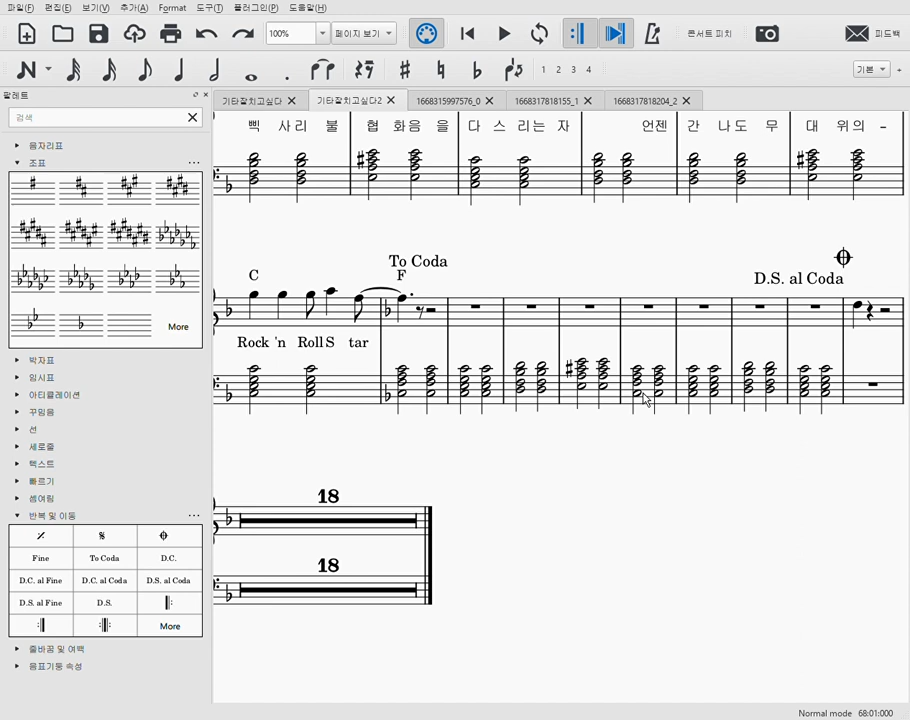 파일(F) 편집(E) 보기(V) 추가(A) Format 도구(T) 플러그인(P) 도움말(H)
100% 페이지 보기 콘서트 피치 피드백
1 2 3 4 기본 +
팔레트
기타잘치고싶다 기타잘치고싶다2 1668315997576_0 1668317818155_1 1668317818204_2
검색
삑 사 리 불 협 화음 을 다 스 리는 자 언젠 간 나 도 무 대 위의 -
음자리표
조표
More
To Coda
C F
D.S. al Coda
Rock 'n Roll S tar
박자표
임시표
아티큘레이션
꾸밈음
선
세로줄
텍스트
빠르기
셈여림
반복 및 이동
Fine To Coda D.C.
D.C. al Fine D.C. al Coda D.S. al Coda
D.S. al Fine D.S.
More
18
18
줄바꿈 및 여백
음표기둥 속성
Normal mode 68:01:000